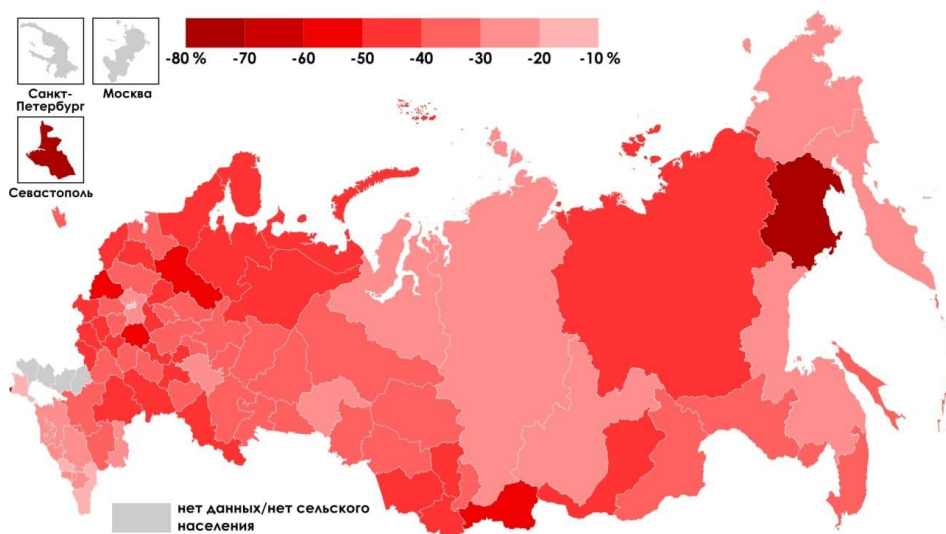 -80 % -70 -60 -50 -40 -30 -20 -10 %
Санкт-
Петербург
Москва
Севастополь
нет данных/нет сельского
населения